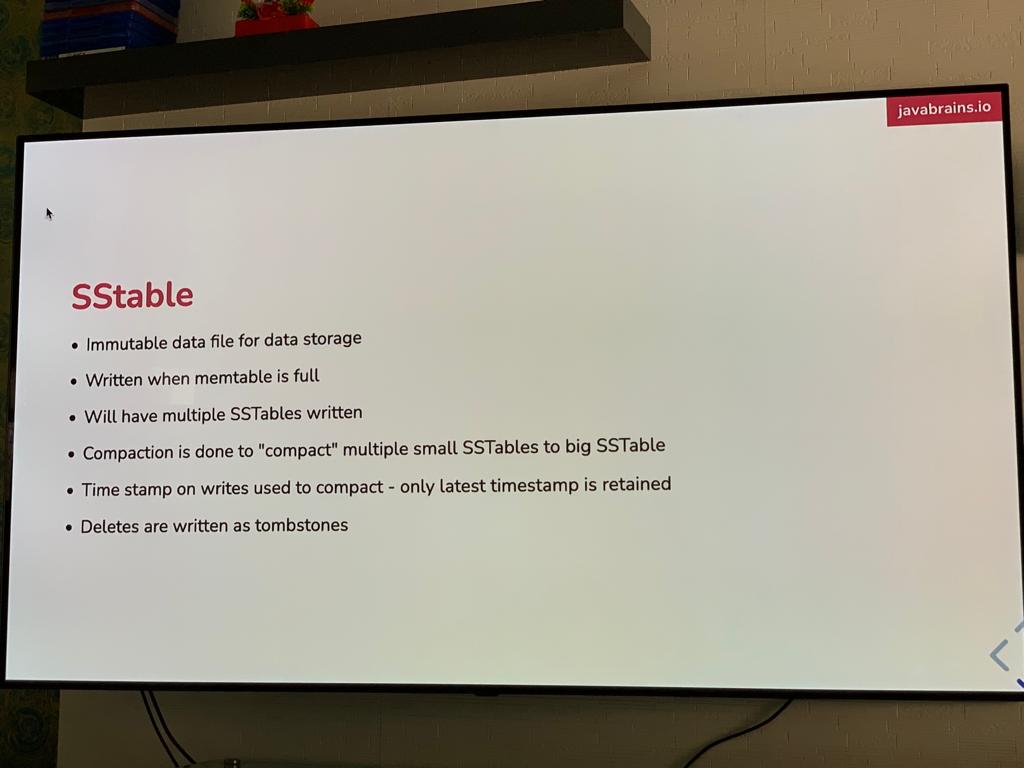 javabrains.io
SStable
• Immutable data file for data storage
• Written when memtable is full
• Will have multiple SSTables written
• Compaction is done to "compact" multiple small SSTables to big SSTable
• Time stamp on writes used to compact - only latest timestamp is retained
• Deletes are written as tombstones